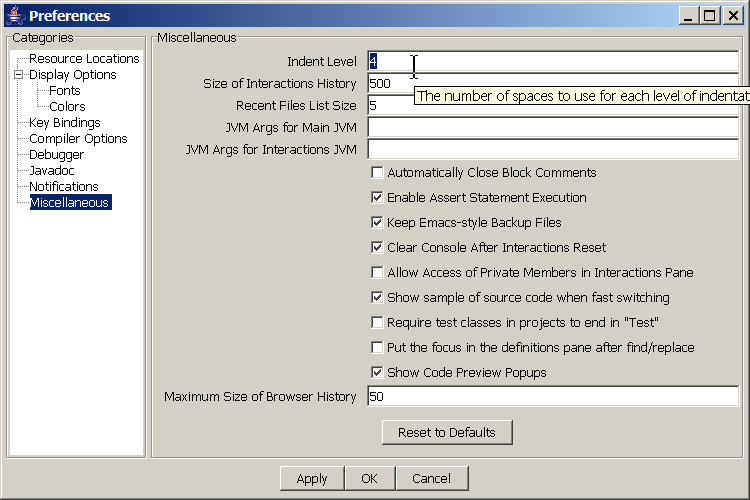 Preferences
Categories
Resource Locations
Display Options
Fonts
Colors
Key Bindings
Compiler Options
Debugger
Javadoc
Notifications
Miscellaneous
Miscellaneous
Indent Level 4
Size of Interactions History 500
The number of spaces to use for each level of indentat
Recent Files List Size 5
JVM Args for Main JVM
JVM Args for Interactions JVM
Automatically Close Block Comments
Enable Assert Statement Execution
Keep Emacs-style Backup Files
Clear Console After Interactions Reset
Allow Access of Private Members in Interactions Pane
Show sample of source code when fast switching
Require test classes in projects to end in "Test"
Put the focus in the definitions pane after find/replace
Show Code Preview Popups
Maximum Size of Browser History 50
Reset to Defaults
Apply OK Cancel